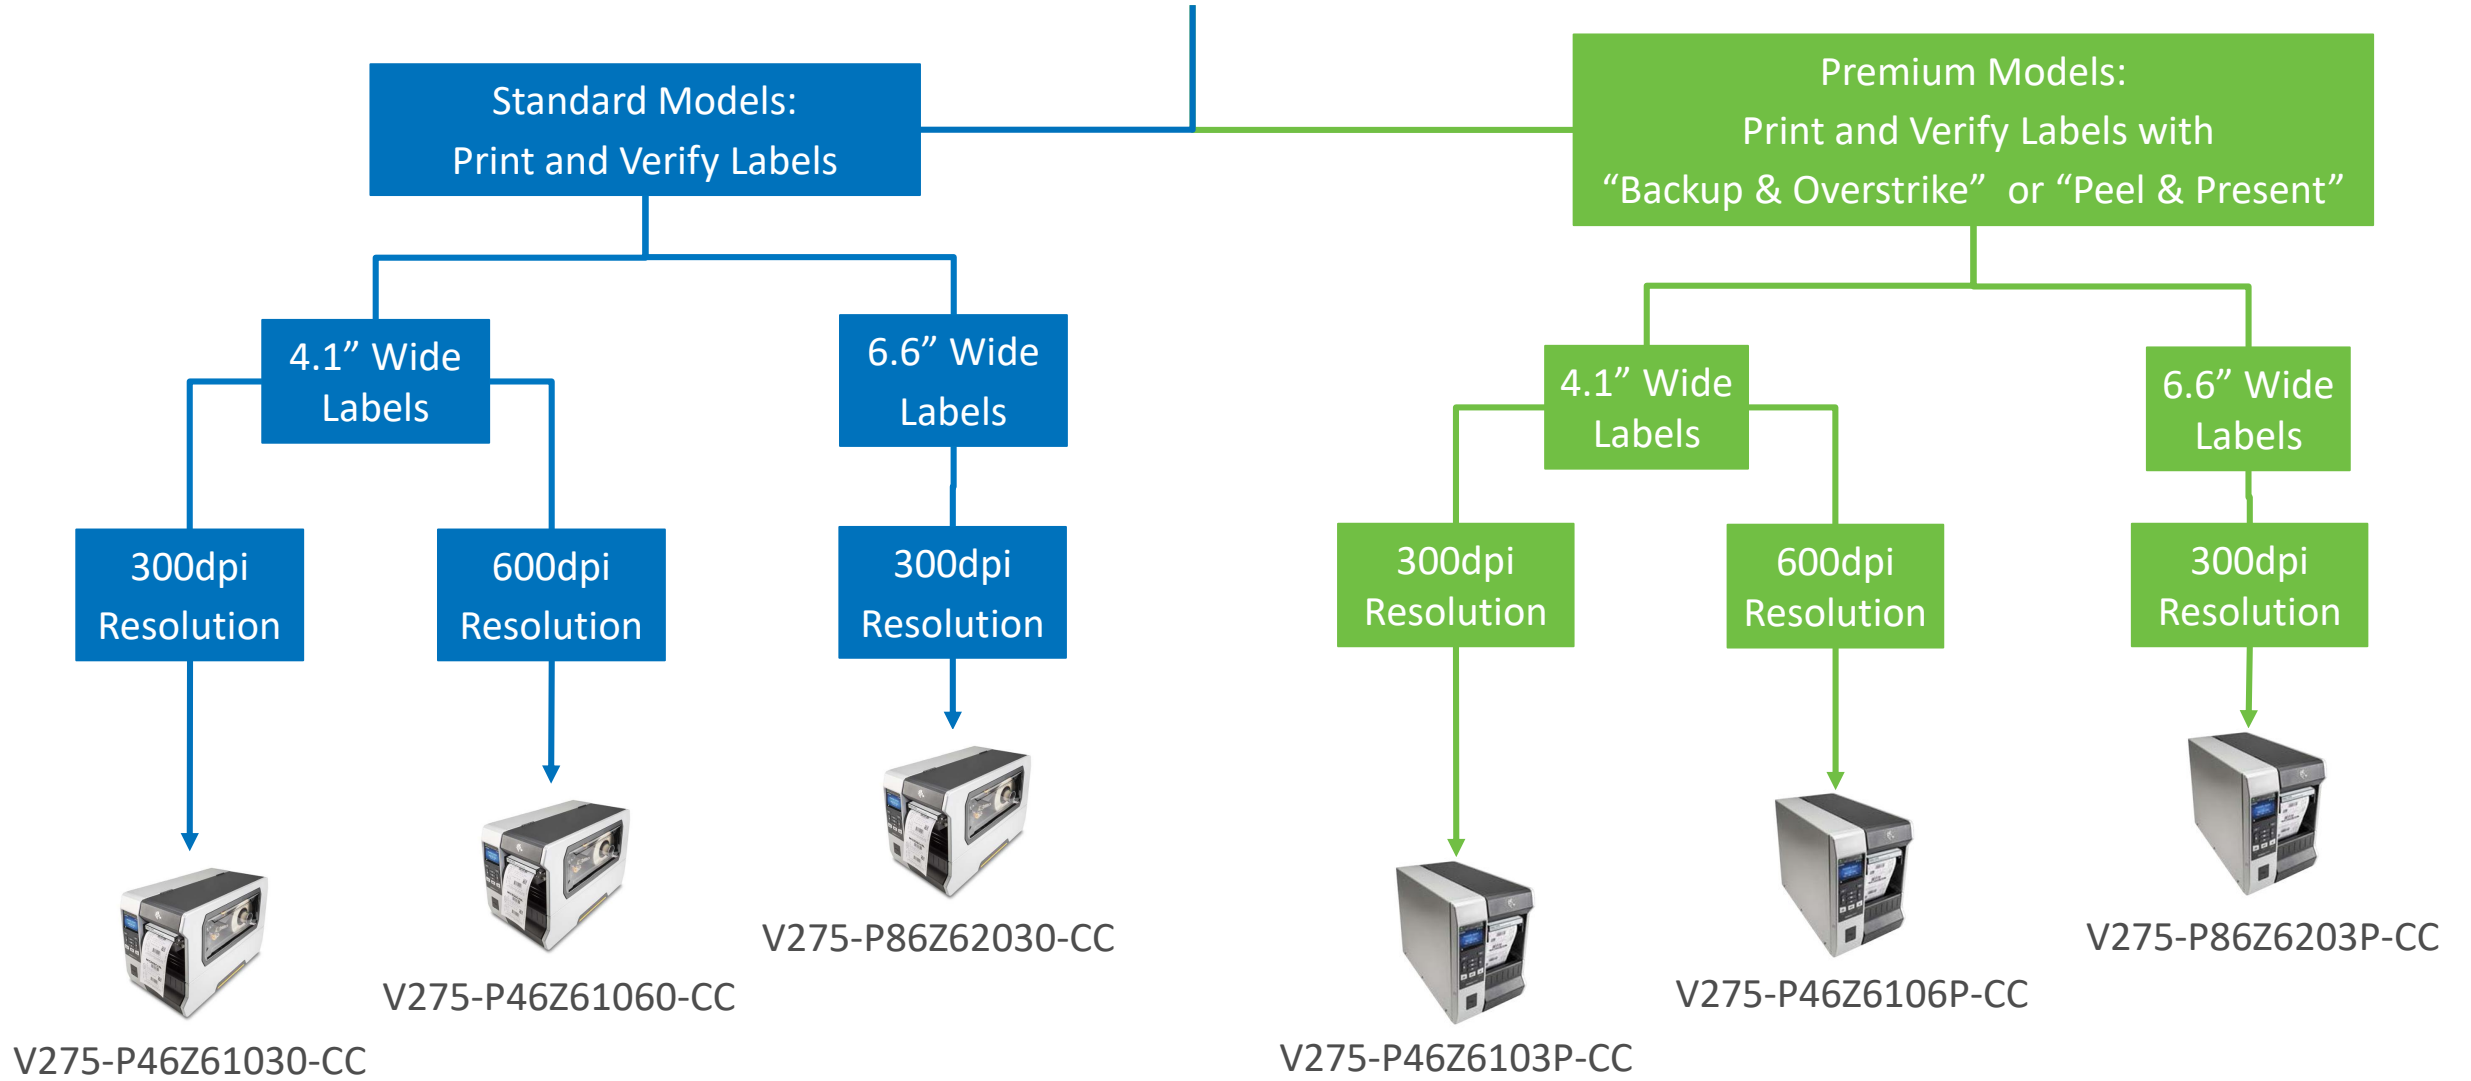 Standard Models:
Print and Verify Labels
Premium Models:
Print and Verify Labels with
“Backup & Overstrike”  or “Peel & Present”
4.1” Wide
Labels
6.6” Wide
Labels
4.1” Wide
Labels
6.6” Wide
Labels
300dpi
Resolution
600dpi
Resolution
300dpi
Resolution
300dpi
Resolution
600dpi
Resolution
300dpi
Resolution
V275-P46Z61030-CC
V275-P46Z61060-CC
V275-P86Z62030-CC
V275-P46Z6103P-CC
V275-P46Z6106P-CC
V275-P86Z6203P-CC